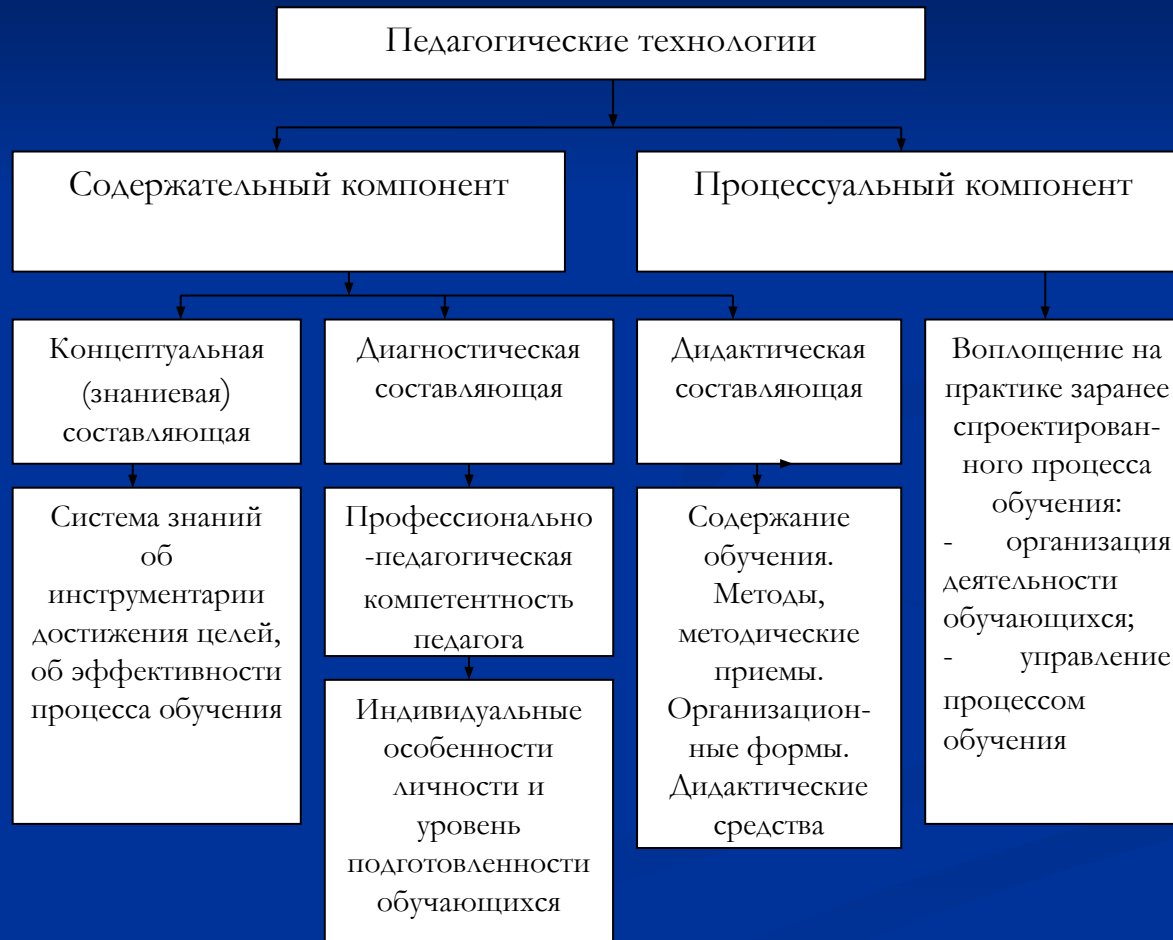 Педагогические технологии
Содержательный компонент
Процессуальный компонент
Концептуальная
(знаниевая)
составляющая
Диагностическая
составляющая
Дидактическая
составляющая
Воплощение на
практике заранее
спроектирован-
ного процесса
обучения:
- организация
деятельности
обучающихся;
- управление
процессом
обучения
Система знаний
об
инструментарии
достижения целей,
об эффективности
процесса обучения
Профессионально
-педагогическая
компетентность
педагога
Индивидуальные
особенности
личности и
уровень
подготовленности
обучающихся
Содержание
обучения.
Методы,
методические
приемы.
Организацион-
ные формы.
Дидактические
средства